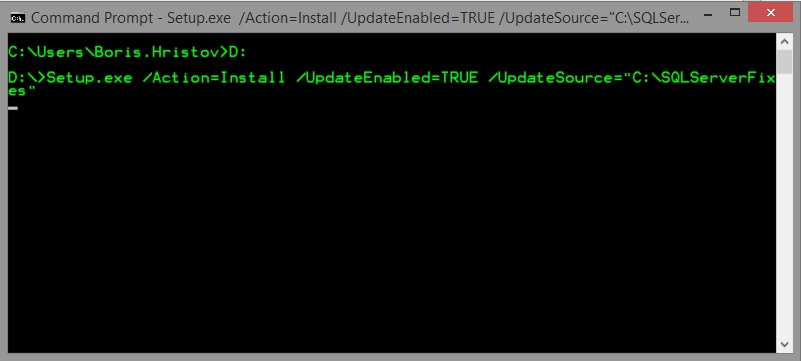 Command Prompt - Setup.exe  /Action=Install /UpdateEnabled=TRUE /UpdateSource="C:\SQLSer...
C:\Users\Boris.Hristov>D:
D:\>Setup.exe /Action=Install /UpdateEnabled=TRUE /UpdateSource="C:\SQLServerFix
es"